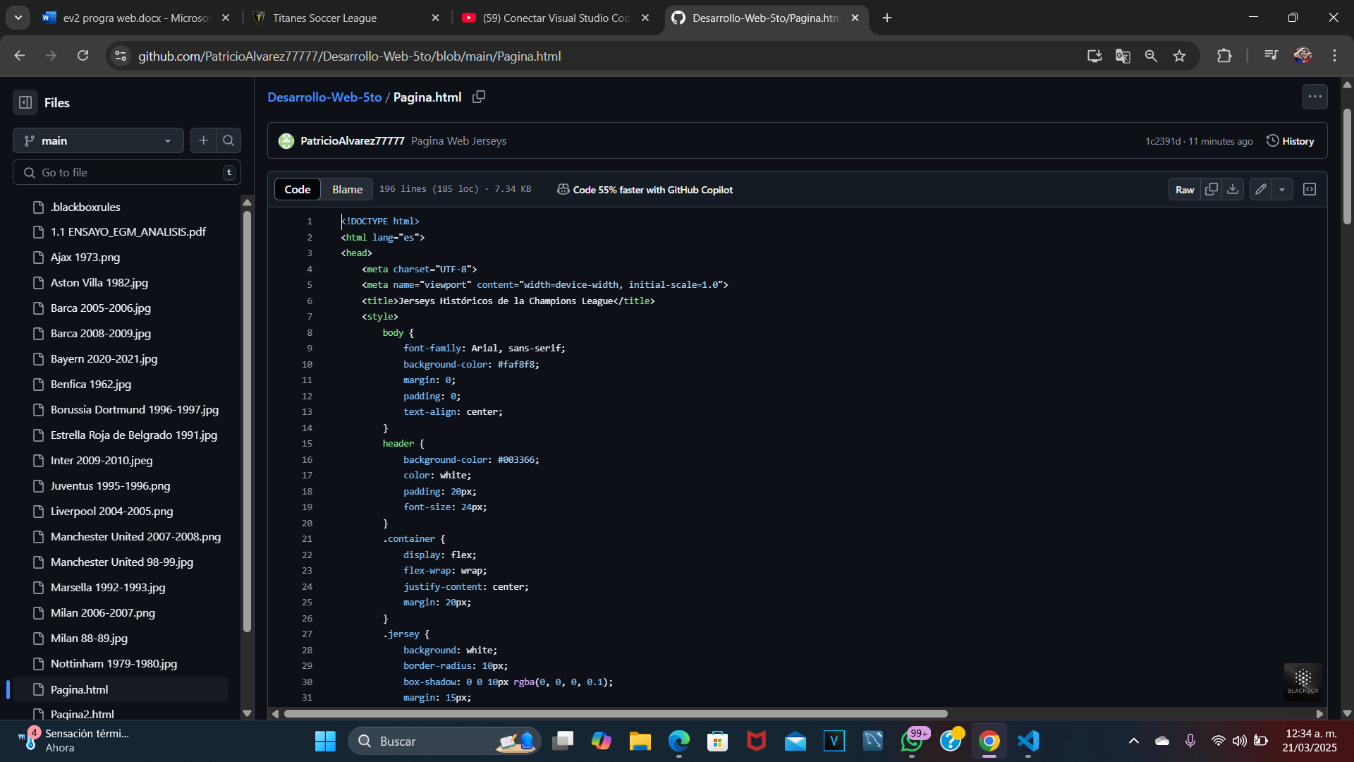 ev2 progra web.docx - Microso
Titanes Soccer League
(59) Conectar Visual Studio Cod
Desarrollo-Web-5to/Pagina.htm
github.com/PatricioAlvarez77777/Desarrollo-Web-5to/blob/main/Pagina.html
Files
main
Go to file
t
.blackboxrules
1.1 ENSAYO_EGM_ANALISIS.pdf
Ajax 1973.png
Aston Villa 1982.jpg
Barca 2005-2006.jpg
Barca 2008-2009.jpg
Bayern 2020-2021.jpg
Benfica 1962.jpg
Borussia Dortmund 1996-1997.jpg
Estrella Roja de Belgrado 1991.jpg
Inter 2009-2010.jpeg
Juventus 1995-1996.png
Liverpool 2004-2005.png
Manchester United 2007-2008.png
Manchester United 98-99.jpg
Marsella 1992-1993.jpg
Milan 2006-2007.png
Milan 88-89.jpg
Nottinham 1979-1980.jpg
Pagina.html
Pagina2.html
Desarrollo-Web-5to / Pagina.html
PatricioAlvarez77777 Pagina Web Jerseys
1c2391d · 11 minutes ago
History
Code Blame 196 lines (185 loc) · 7.34 KB
Code 55% faster with GitHub Copilot
Raw
1 <!DOCTYPE html>
2 <html lang="es">
3 <head>
4 <meta charset="UTF-8">
5 <meta name="viewport" content="width=device-width, initial-scale=1.0">
6 <title>Jerseys Históricos de la Champions League</title>
7 <style>
8 body {
9 font-family: Arial, sans-serif;
10 background-color: #faf8f8;
11 margin: 0;
12 padding: 0;
13 text-align: center;
14 }
15 header {
16 background-color: #003366;
17 color: white;
18 padding: 20px;
19 font-size: 24px;
20 }
21 .container {
22 display: flex;
23 flex-wrap: wrap;
24 justify-content: center;
25 margin: 20px;
26 }
27 .jersey {
28 background: white;
29 border-radius: 10px;
30 box-shadow: 0 0 10px rgba(0, 0, 0, 0.1);
31 margin: 15px;
BLACKBOX
4
Sensación térmi...
Ahora
Buscar
99+
12:34 a. m.
21/03/2025